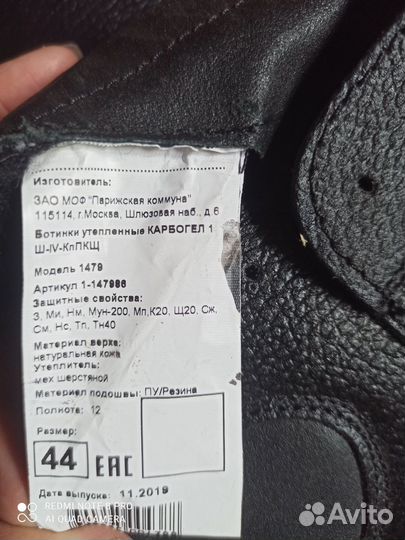 Изготовитель:
ЗАО МОФ "Парижская коммуна"
115114, г.Москва, Шлюзовая наб., д.6
Ботинки утепленные КАРБОГЕЛ 1
Ш-IV-КпПКЩ
Модель 1479
Артикул 1-147986
Защитные свойства:
З, Ми, Нм, Мун-200, Мп,К20, Щ20, Сж,
См, Нс, Тп, Тн40
Материал верха:
натуральная кожа
Утеплитель:
мех шерстяной
Материал подошвы: ПУ/Резина
Полнота: 12
Размер:
44 EAC
Дата выпуска: 11.2019
REDMI NOTE 8 PRO
AI QUAD CAMERA
Avito